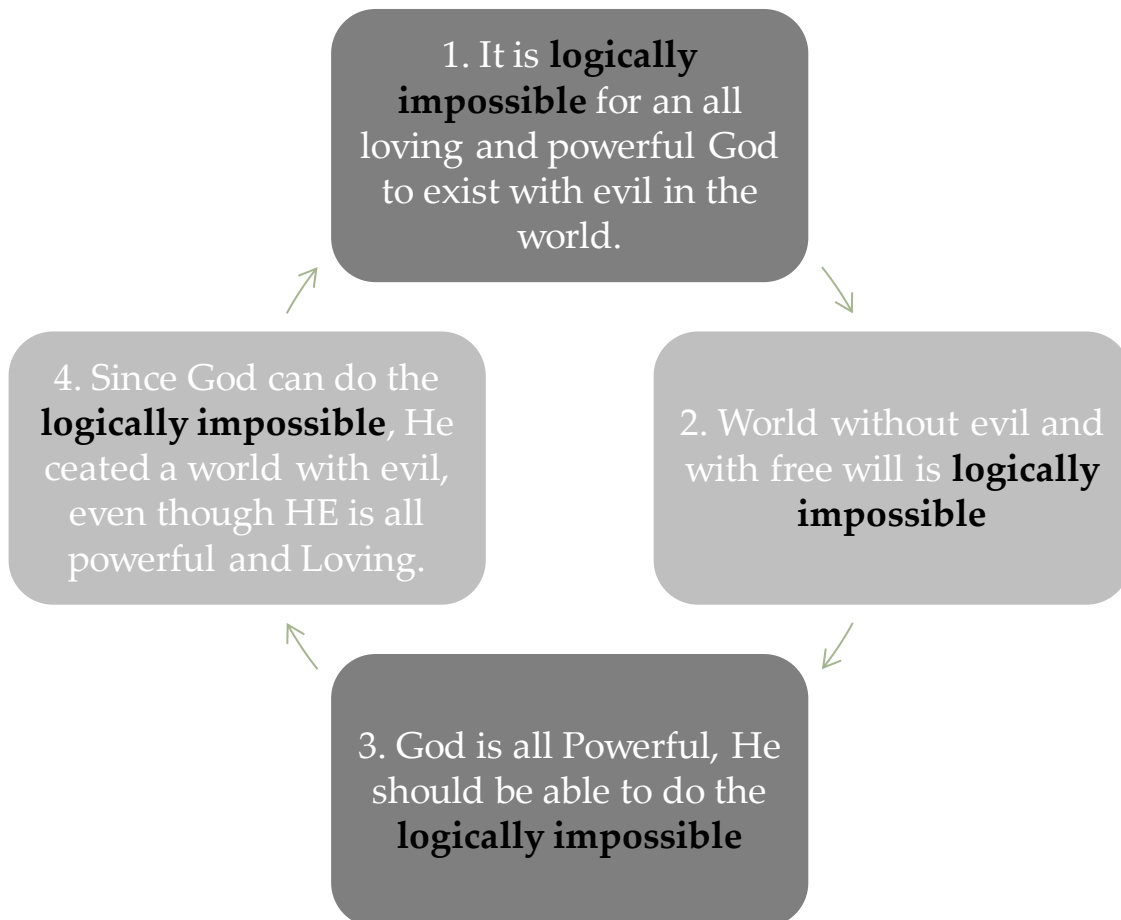 1. It is logically
impossible for an all
loving and powerful God
to exist with evil in the
world.
2. World without evil and
with free will is logically
impossible
3. God is all Powerful, He
should be able to do the
logically impossible
4. Since God can do the
logically impossible, He
ceated a world with evil,
even though HE is all
powerful and Loving.